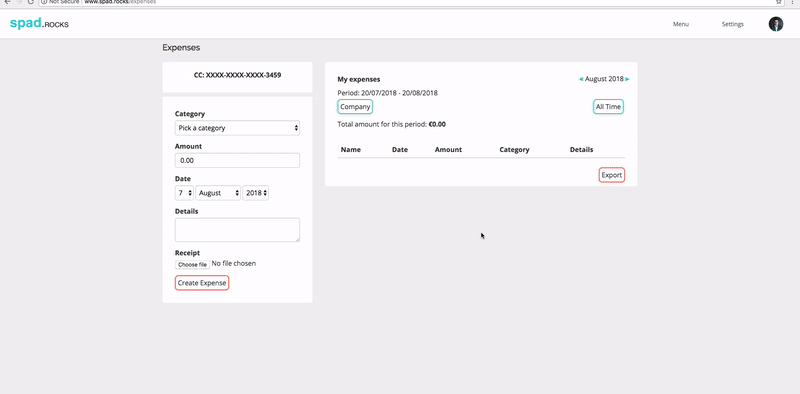 Not Secure | www.spad.rocks/expenses
spad.ROCKS
Menu
Settings
Expenses
CC: XXXX-XXXX-XXXX-3459
Category
Pick a category
Amount
0.00
Date
7 August 2018
Details
Receipt
Choose file No file chosen
Create Expense
My expenses
August 2018
Period: 20/07/2018 - 20/08/2018
Company
All Time
Total amount for this period: €0.00
Name Date Amount Category Details
Export